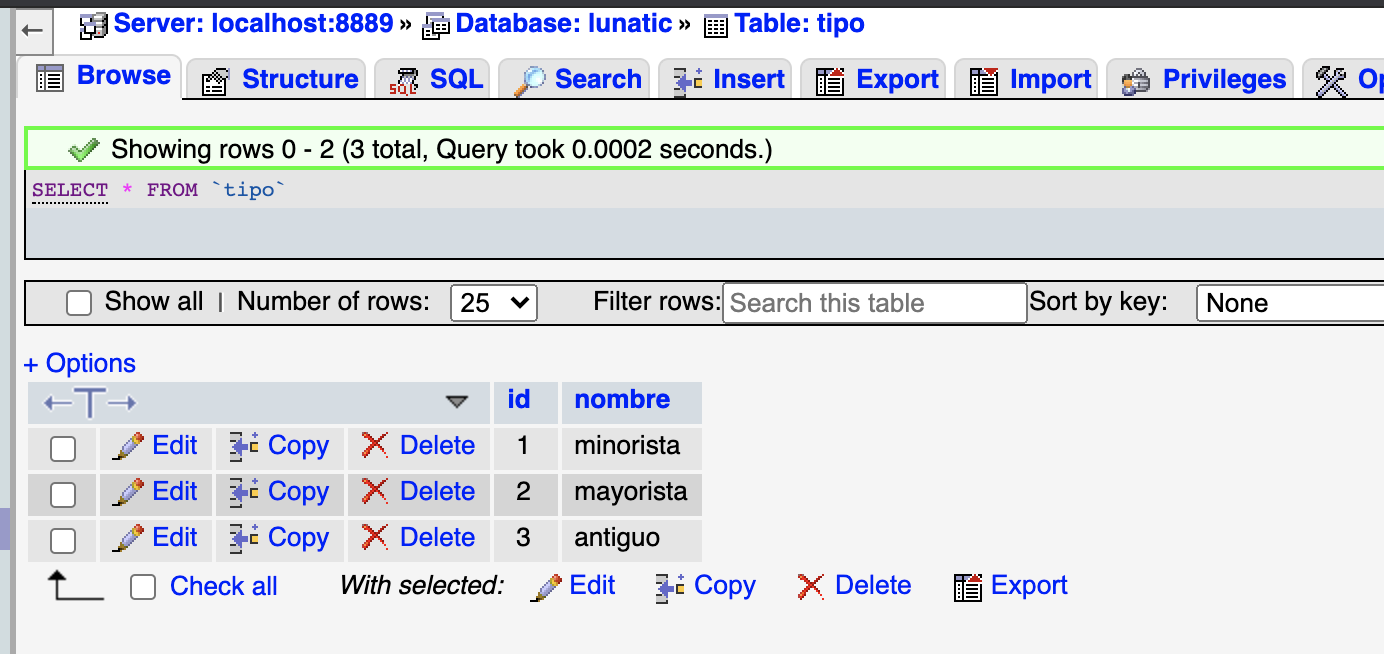 Server: localhost:8889 » Database: lunatic » Table: tipo
Browse Structure SQL Search Insert Export Import Privileges
Showing rows 0 - 2 (3 total, Query took 0.0002 seconds.)
SELECT * FROM `tipo`
Show all | Number of rows: 25 Filter rows: Search this table Sort by key: None
+ Options
←T→ id nombre
Edit Copy Delete 1 minorista
Edit Copy Delete 2 mayorista
Edit Copy Delete 3 antiguo
Check all With selected: Edit Copy Delete Export